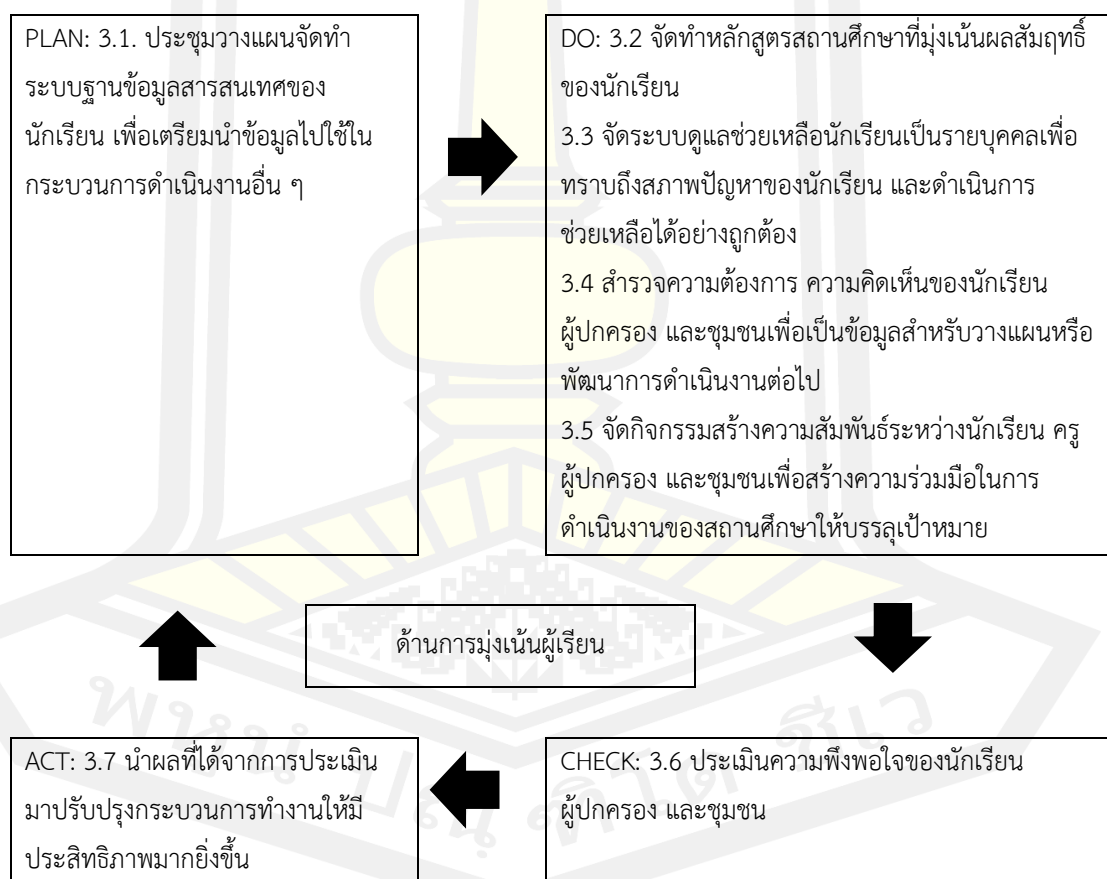 PLAN: 3.1. ประชุมวางแผนจัดทำ
ระบบฐานข้อมูลสารสนเทศของ
นักเรียน เพื่อเตรียมนำข้อมูลไปใช้ใน
กระบวนการดำเนินงานอื่น ๆ
DO: 3.2 จัดทำหลักสูตรสถานศึกษาที่มุ่งเน้นผลสัมฤทธิ์
ของนักเรียน
3.3 จัดระบบดูแลช่วยเหลือนักเรียนเป็นรายบุคคลเพื่อ
ทราบถึงสภาพปัญหาของนักเรียน และดำเนินการ
ช่วยเหลือได้อย่างถูกต้อง
3.4 สำรวจความต้องการ ความคิดเห็นของนักเรียน
ผู้ปกครอง และชุมชนเพื่อเป็นข้อมูลสำหรับวางแผนหรือ
พัฒนาการดำเนินงานต่อไป
3.5 จัดกิจกรรมสร้างความสัมพันธ์ระหว่างนักเรียน ครู
ผู้ปกครอง และชุมชนเพื่อสร้างความร่วมมือในการ
ดำเนินงานของสถานศึกษาให้บรรลุเป้าหมาย
ด้านการมุ่งเน้นผู้เรียน
พหูนํ ปณฺฑิโต ชีเว
ACT: 3.7 นำผลที่ได้จากการประเมิน
มาปรับปรุงกระบวนการทำงานให้มี
ประสิทธิภาพมากยิ่งขึ้น
CHECK: 3.6 ประเมินความพึงพอใจของนักเรียน
ผู้ปกครอง และชุมชน